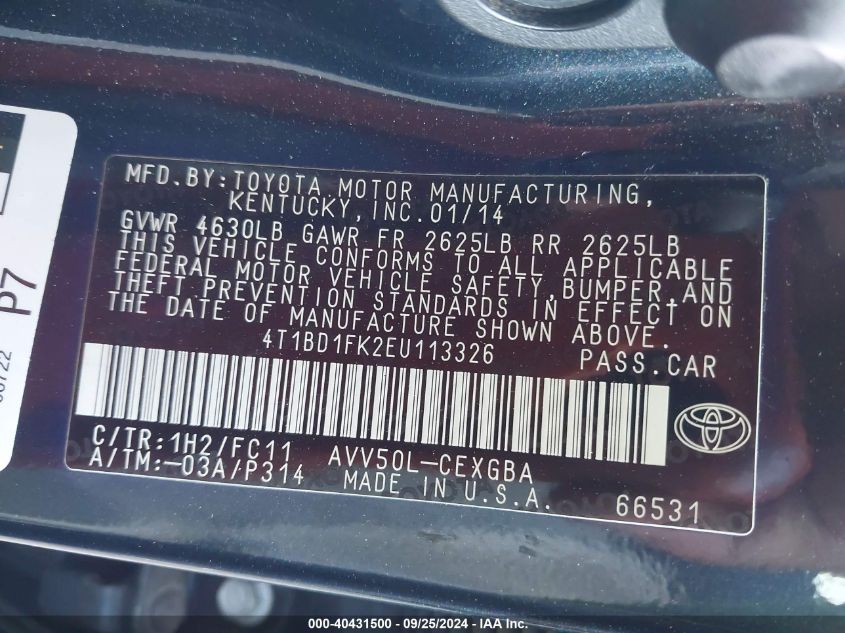 MFD.BY:TOYOTA MOTOR MANUFACTURING,
KENTUCKY, INC.01/14
GVWR 4630LB GAWR FR 2625LB RR 2625LB
THIS VEHICLE CONFORMS TO ALL APPLICABLE
FEDERAL MOTOR VEHICLE SAFETY, BUMPER, AND
THEFT PREVENTION STANDARDS IN EFFECT ON
THE DATE OF MANUFACTURE SHOWN ABOVE.
4T1BD1FK2EU113326 PASS.CAR
C/TR:1H2/FC11 AVV50L-CEXGBA
A/TM:-03A/P314 MADE IN U.S.A. 66531
P7
000-40431500 - 09/25/2024 - IAA Inc.